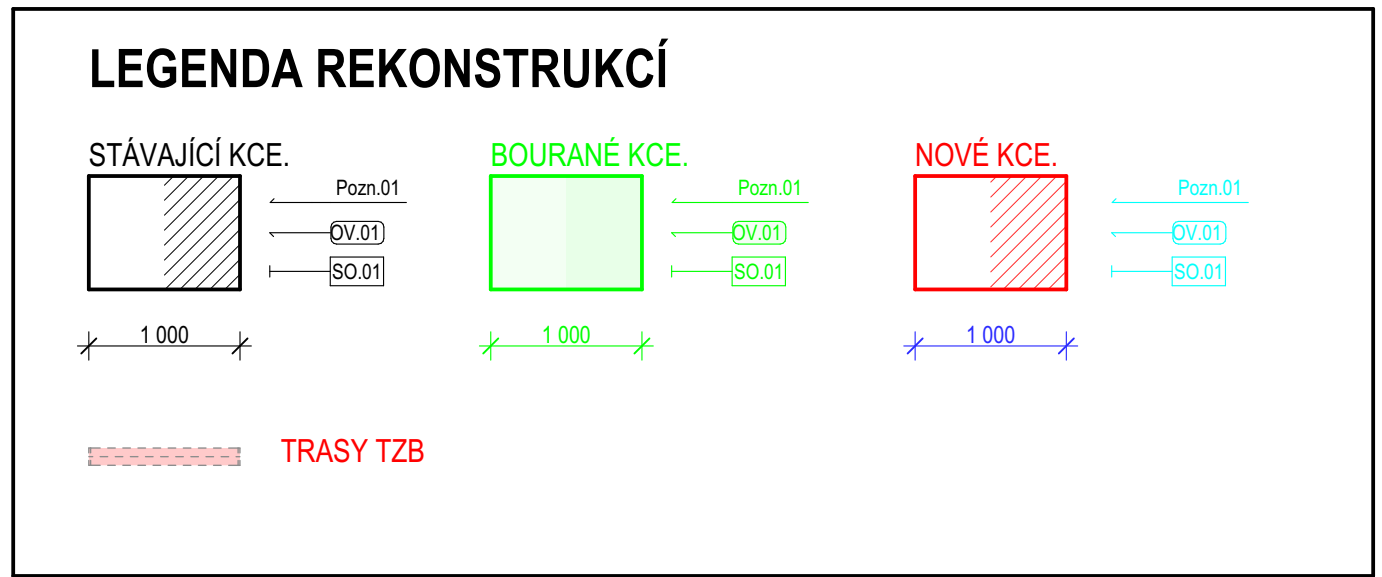 LEGENDA REKONSTRUKCÍ
STÁVAJÍCÍ KCE.
Pozn.01
OV.01
SO.01
1 000
BOURANÉ KCE.
Pozn.01
OV.01
SO.01
1 000
NOVÉ KCE.
Pozn.01
OV.01
SO.01
1 000
TRASY TZB